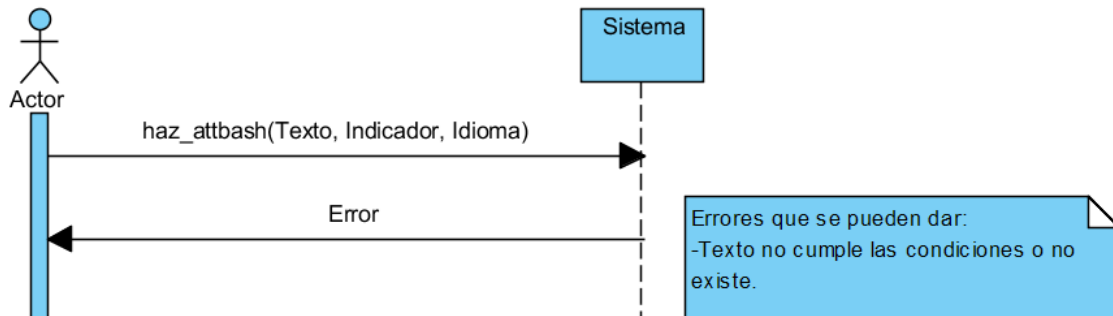 Sistema
Actor
haz_attbash(Texto, Indicador, Idioma)
Error
Errores que se pueden dar:
-Texto no cumple las condiciones o no
existe.